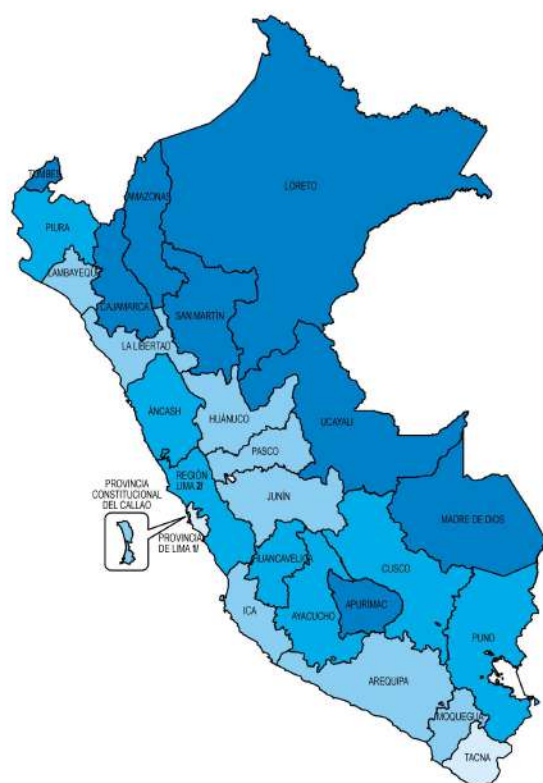 LORETO
TUMBES
AMAZONAS
PIURA
LAMBAYEQU
CAJAMARCA
SAN MARTÍN
LA LIBERTAD
ÁNCASH
HUÁNUCO
UCAYALI
PASCO
REGIÓN
LIMA 2/
PROVINCIA
CONSTITUCIONAL
DEL CALLAO
JUNÍN
MADRE DE DIOS
PROVINCIA
DE LIMA 1/
HUANCAVELICA
CUSCO
ICA
AYACUCHO
APURÍMAC
PUNO
AREQUIPA
MOQUEGUA
TACNA